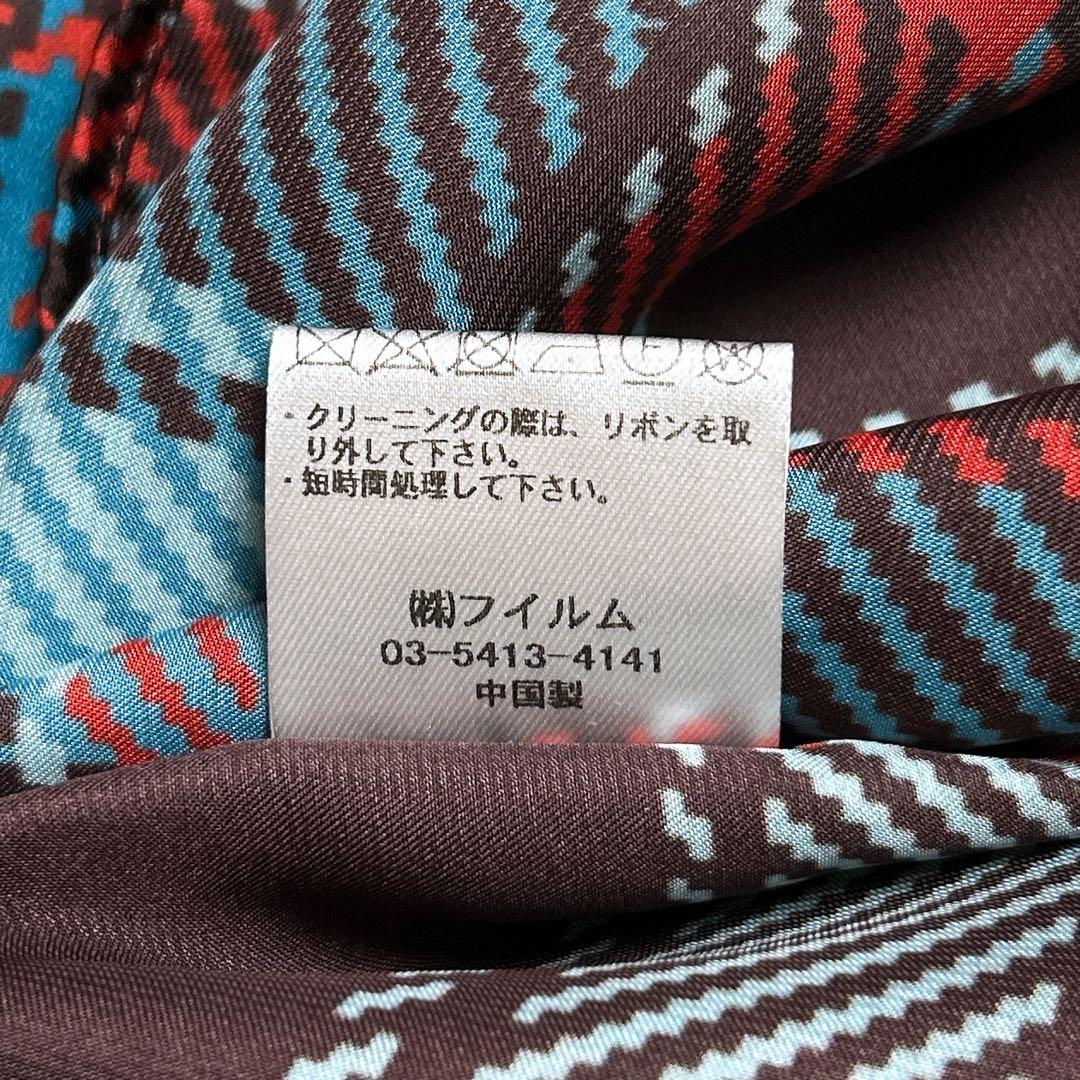 ・クリーニングの際は、リボンを取
り外して下さい。
・短時間処理して下さい。
㈱フイルム
03-5413-4141
中国製